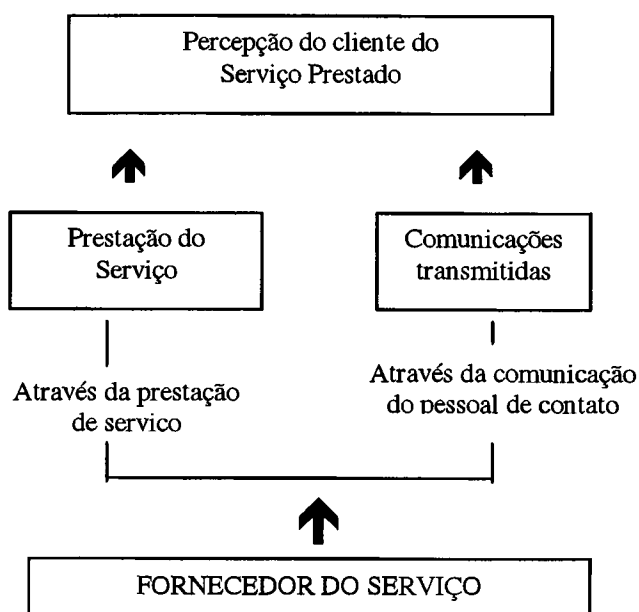 Percepção do cliente do
Serviço Prestado
Prestação do
Serviço
Comunicações
transmitidas
Através da prestação
de serviço
Através da comunicação
do pessoal de contato
FORNECEDOR DO SERVIÇO